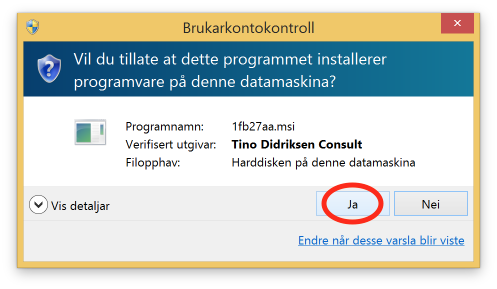 Brukarkontokontroll
Vil du tillate at dette programmet installerer
programvare på denne datamaskina?
Programnamn: 1fb27aa.msi
Verifisert utgivar: Tino Didriksen Consult
Filopphav: Harddisken på denne datamaskina
Vis detaljar
Ja
Nei
Endre når desse varsla blir viste